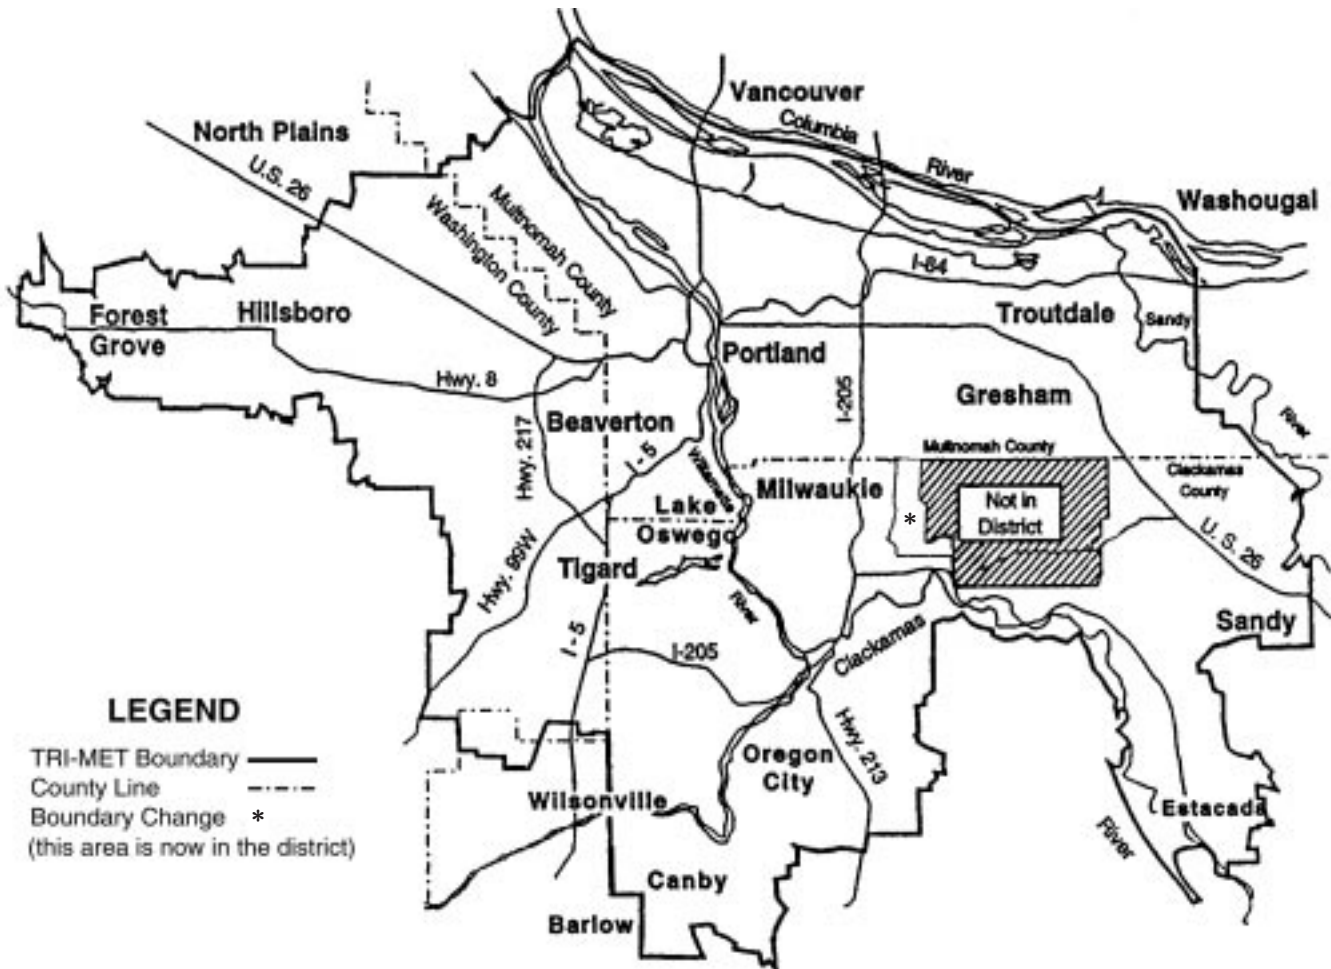 Vancouver
Columbia
River
North Plains
U.S. 26
Multnomah County
Washington County
Washougal
I-84
Forest
Grove
Hillsboro
Troutdale
Sandy
Portland
Hwy. 8
Gresham
I-205
River
Beaverton
Hwy. 217
I-5
Multnomah County
Clackamas
County
Willamette
Milwaukie
Lake
Oswego
*
Not in
District
U. S. 26
Hwy. 99W
Tigard
River
Sandy
I-5
I-205
Clackamas
LEGEND
TRI-MET Boundary
County Line
Boundary Change *
(this area is now in the district)
Hwy. 213
Oregon
City
Wilsonville
Estacada
River
Canby
Barlow